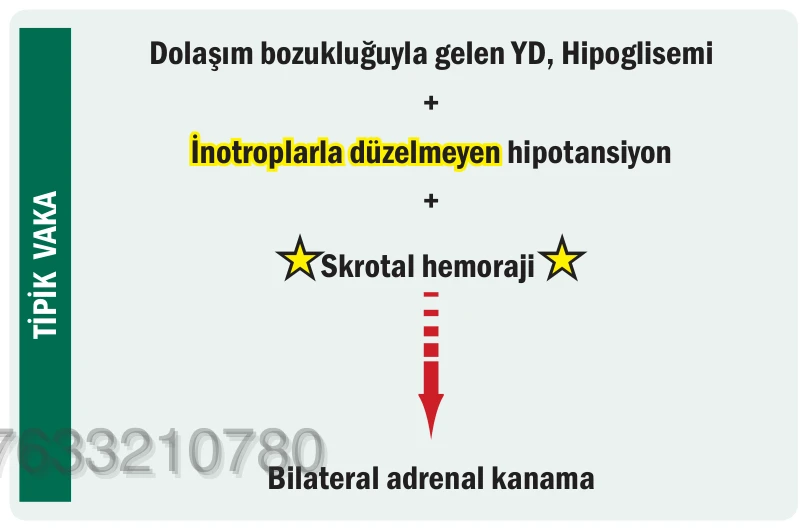 TİPİK VAKA
Dolaşım bozukluğuyla gelen YD, Hipoglisemi
+
İnotroplarla düzelmeyen hipotansiyon
+
Skrotal hemoraji
Bilateral adrenal kanama
7633210780